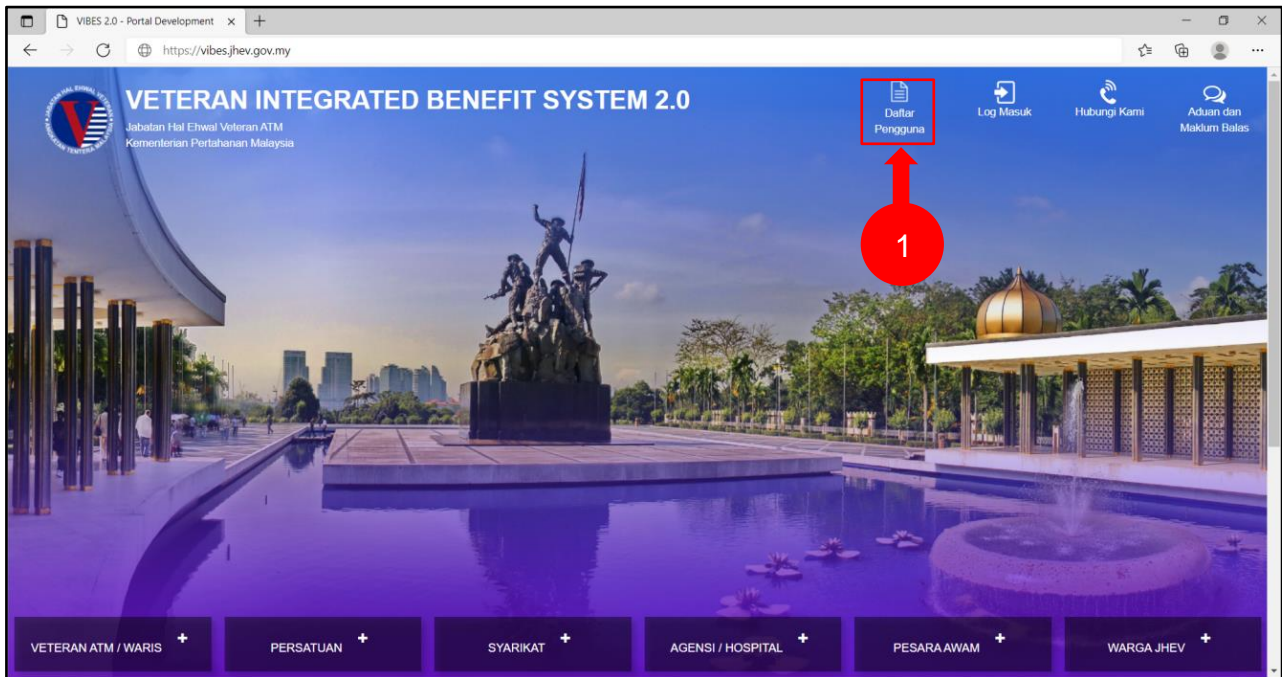 VIBES 2.0 - Portal Development
https://vibes.jhev.gov.my
VETERAN INTEGRATED BENEFIT SYSTEM 2.0
Jabatan Hal Ehwal Veteran ATM
Kementerian Pertahanan Malaysia
Daftar
Pengguna
Log Masuk
Hubungi Kami
Aduan dan
Maklum Balas
1
VETERAN ATM / WARIS +
PERSATUAN +
SYARIKAT +
AGENSI / HOSPITAL +
PESARA AWAM +
WARGA JHEV +